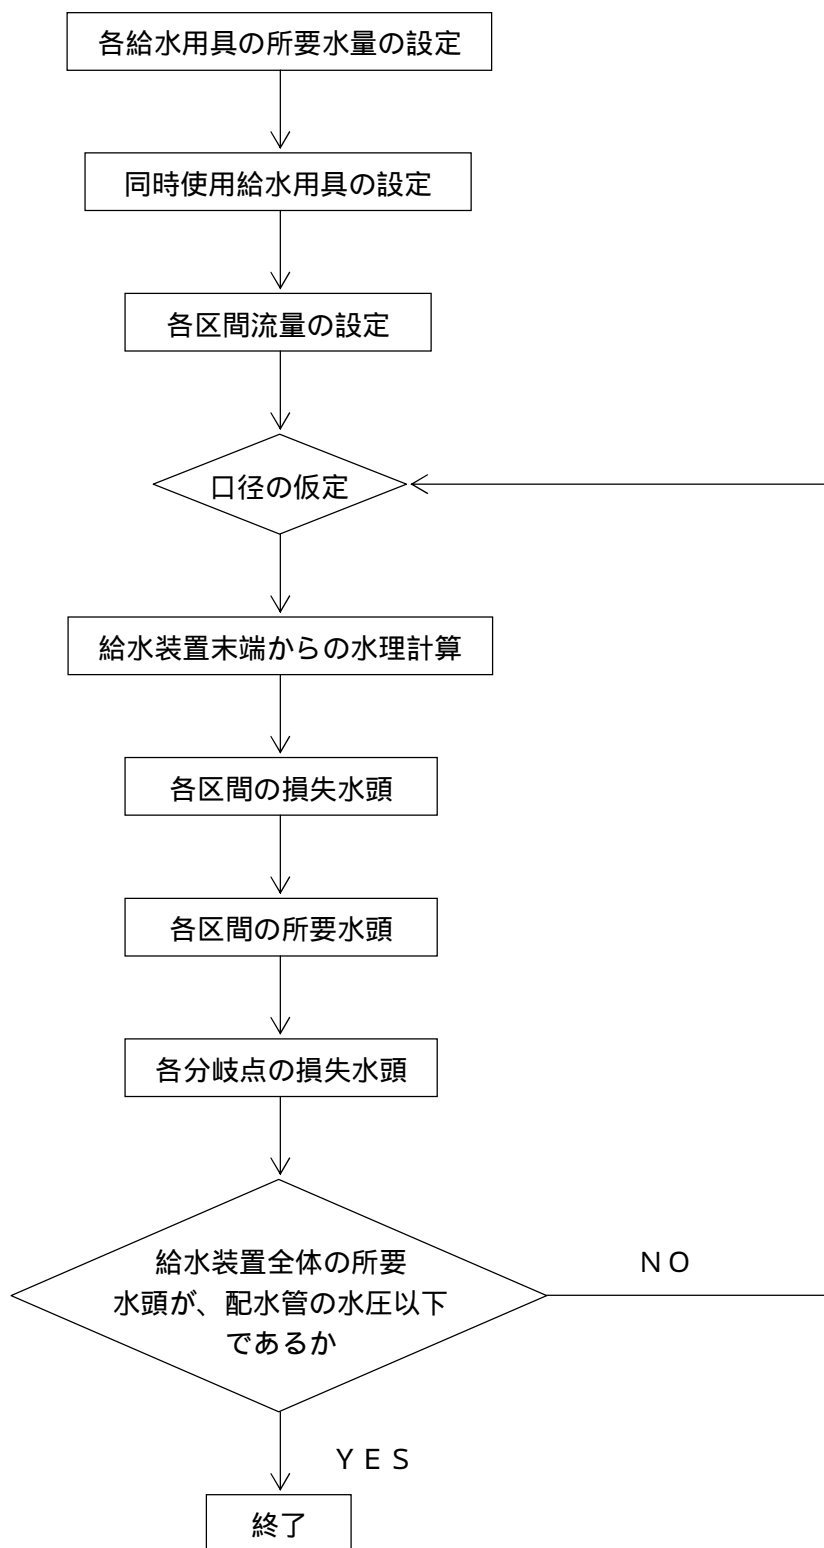 各給水用具の所要水量の設定
同時使用給水用具の設定
各区間流量の設定
口径の仮定
給水装置末端からの水理計算
各区間の損失水頭
各区間の所要水頭
各分岐点の損失水頭
給水装置全体の所要
水頭が、配水管の水圧以下
であるか
ＮＯ
ＹＥＳ
終了